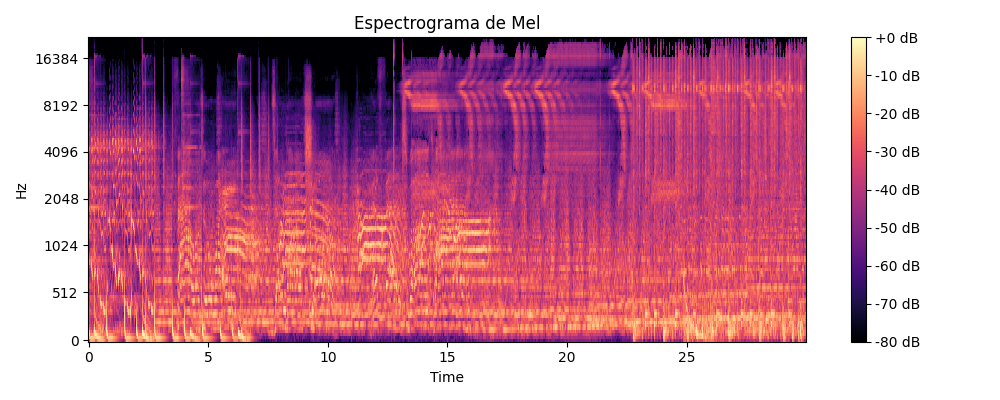 Espectrograma de Mel
16384
8192
4096
2048
1024
512
0
Hz
0 5 10 15 20 25
Time
+0 dB
-10 dB
-20 dB
-30 dB
-40 dB
-50 dB
-60 dB
-70 dB
-80 dB